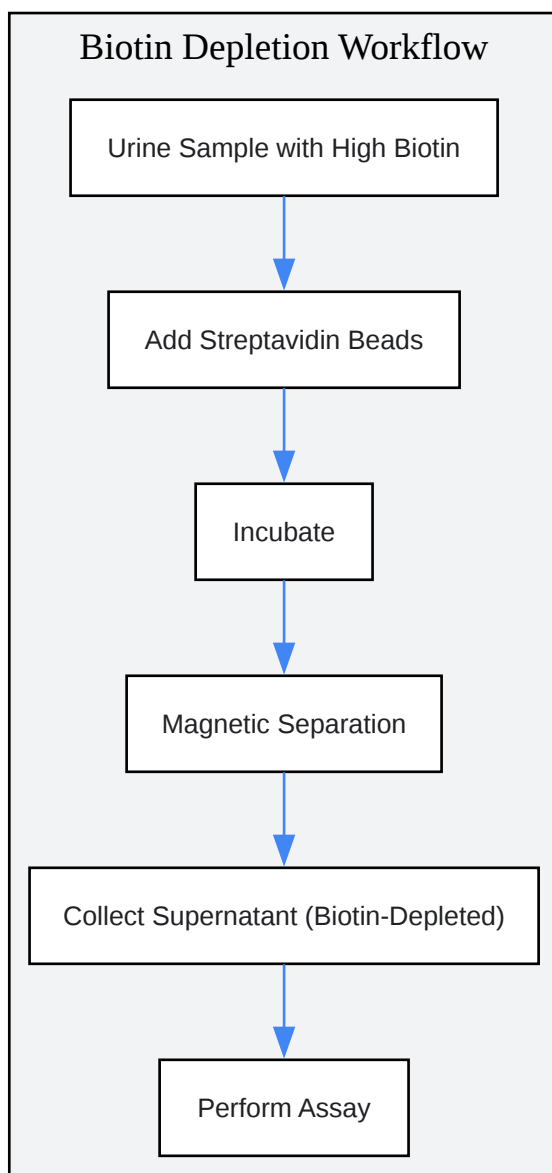 Biotin Depletion Workflow
Urine Sample with High Biotin
Add Streptavidin Beads
Incubate
Magnetic Separation
Collect Supernatant (Biotin-Depleted)
Perform Assay